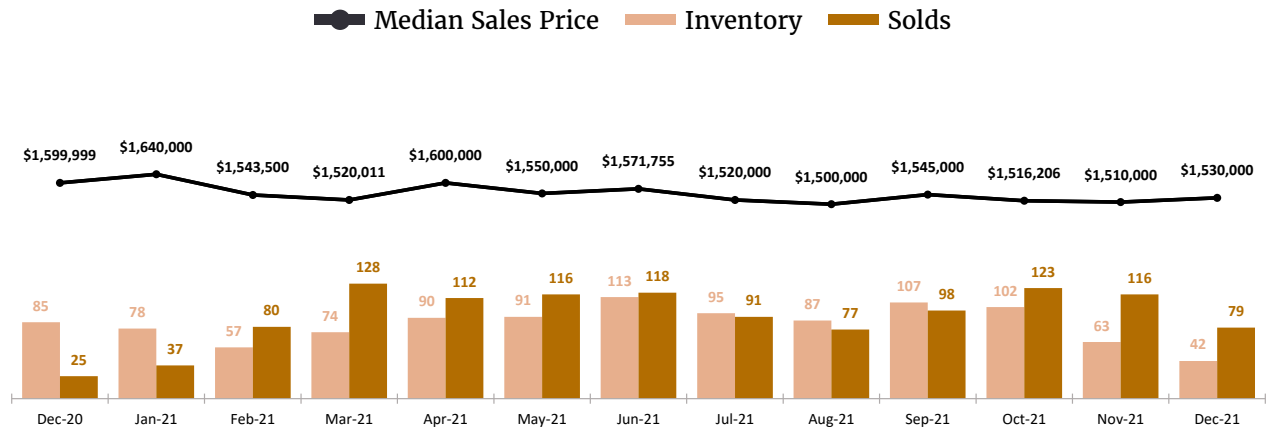 Median Sales Price Inventory Solds
$1,599,999 $1,640,000 $1,543,500 $1,520,011 $1,600,000 $1,550,000 $1,571,755 $1,520,000 $1,500,000 $1,545,000 $1,516,206 $1,510,000 $1,530,000
85 25 78 37 57 80 74 128 90 112 91 116 113 118 95 91 87 77 107 98 102 123 63 116 42 79
Dec-20 Jan-21 Feb-21 Mar-21 Apr-21 May-21 Jun-21 Jul-21 Aug-21 Sep-21 Oct-21 Nov-21 Dec-21